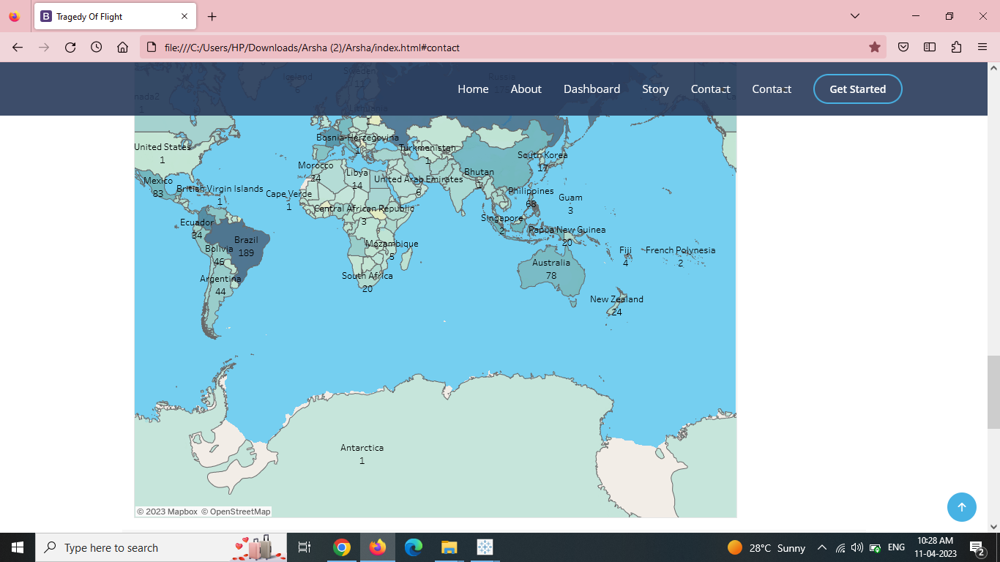 Tragedy Of Flight
file:///C:/Users/HP/Downloads/Arsha (2)/Arsha/index.html#contact
Home About Dashboard Story Contact Contact Get Started
Iceland
Sweden
11
Russia
nada2
1
Lithuania
1
Bosnia-Herzegovina
1
United States
1
Turkmenistan
1
South Korea
17
Morocco
24
Libya
14
Bhutan
1
Mexico
83
United Arab Emirates
6
British Virgin Islands
1
Cape Verde
1
Philippines
68
Guam
3
Central African Republic
3
Singapore
2
Ecuador
34
Papua New Guinea
20
Brazil
189
Mozambique
5
Bolivia
46
Fiji
4
French Polynesia
2
Australia
78
South Africa
20
Argentina
44
New Zealand
24
Antarctica
1
© 2023 Mapbox © OpenStreetMap
Type here to search
28°C Sunny
ENG
10:28 AM
11-04-2023
2